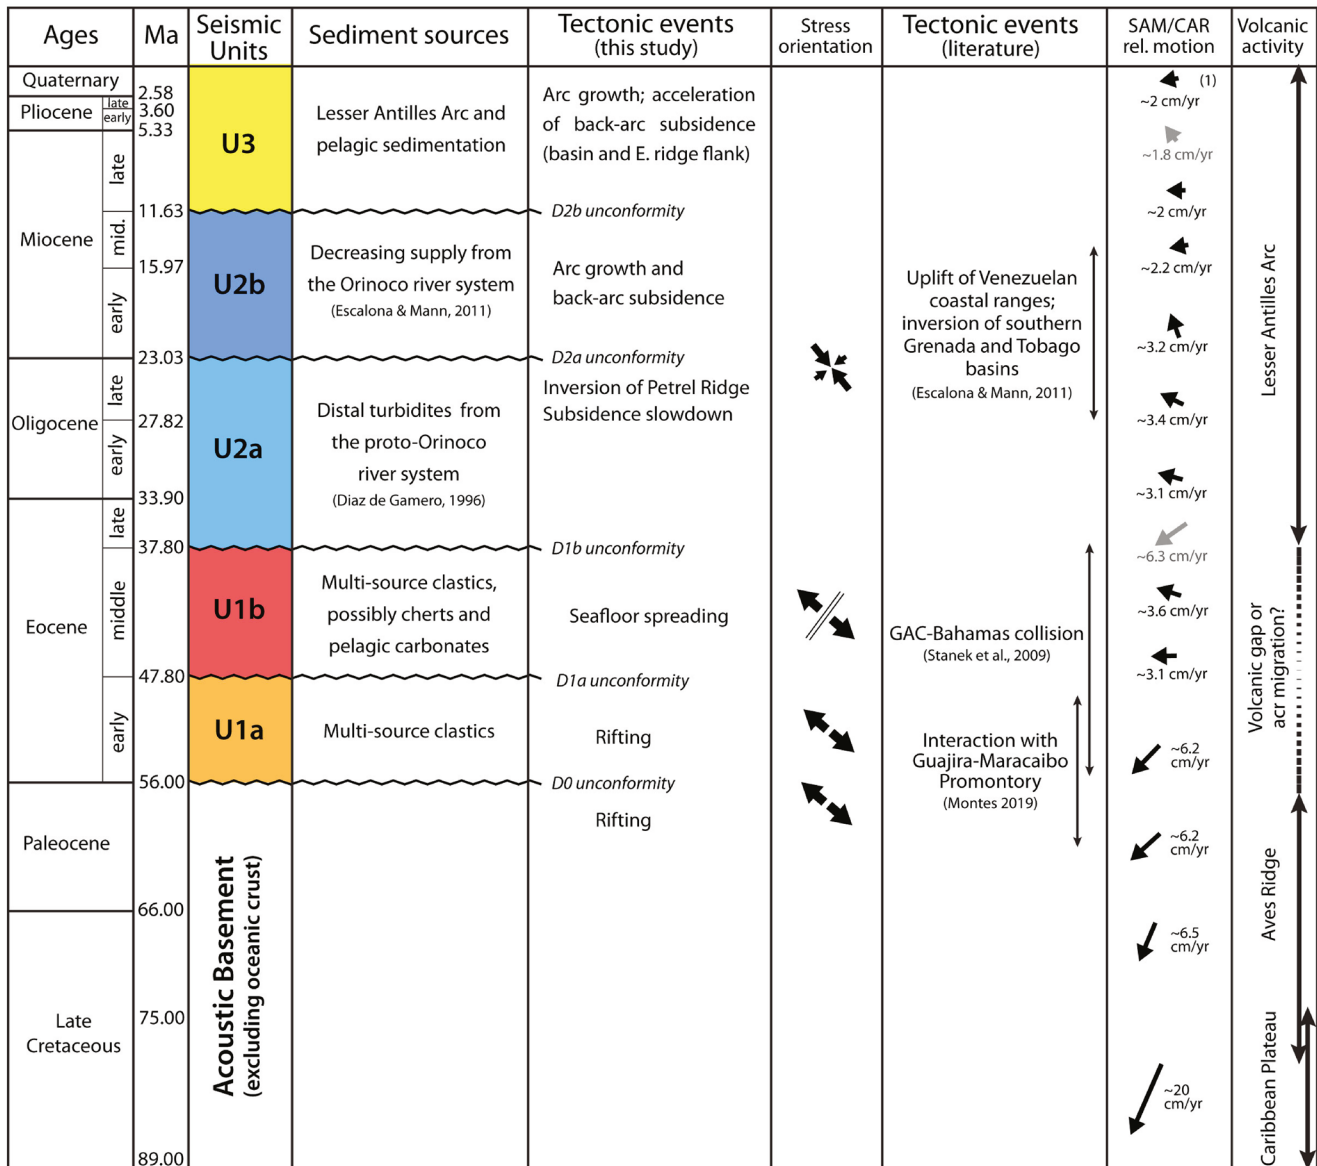 Ages
Ma
Seismic
Units
Sediment sources
Tectonic events
(this study)
Stress
orientation
Tectonic events
(literature)
SAM/CAR
rel. motion
Volcanic
activity
Quaternary
Pliocene
late
early
Miocene
late
mid.
early
Oligocene
late
early
Eocene
late
middle
early
Paleocene
Late
Cretaceous
2.58
3.60
5.33
11.63
15.97
23.03
27.82
33.90
37.80
47.80
56.00
66.00
75.00
89.00
U3
U2b
U2a
U1b
U1a
Acoustic Basement
(excluding oceanic crust)
Lesser Antilles Arc and
pelagic sedimentation
Decreasing supply from
the Orinoco river system
(Escalona & Mann, 2011)
Distal turbidites from
the proto-Orinoco
river system
(Diaz de Gamero, 1996)
Multi-source clastics,
possibly cherts and
pelagic carbonates
Multi-source clastics
Arc growth; acceleration
of back-arc subsidence
(basin and E. ridge flank)
D2b unconformity
Arc growth and
back-arc subsidence
D2a unconformity
Inversion of Petrel Ridge
Subsidence slowdown
D1b unconformity
Seafloor spreading
D1a unconformity
Rifting
D0 unconformity
Rifting
Uplift of Venezuelan
coastal ranges;
inversion of southern
Grenada and Tobago
basins
(Escalona & Mann, 2011)
GAC-Bahamas collision
(Stanek et al., 2009)
Interaction with
Guajira-Maracaibo
Promontory
(Montes 2019)
(1)
~2 cm/yr
~1.8 cm/yr
~2 cm/yr
~2.2 cm/yr
~3.2 cm/yr
~3.4 cm/yr
~3.1 cm/yr
~6.3 cm/yr
~3.6 cm/yr
~3.1 cm/yr
~6.2
cm/yr
~6.2
cm/yr
~6.5
cm/yr
~20
cm/yr
Lesser Antilles Arc
Volcanic gap or
acr migration?
Aves Ridge
Caribbean Plateau